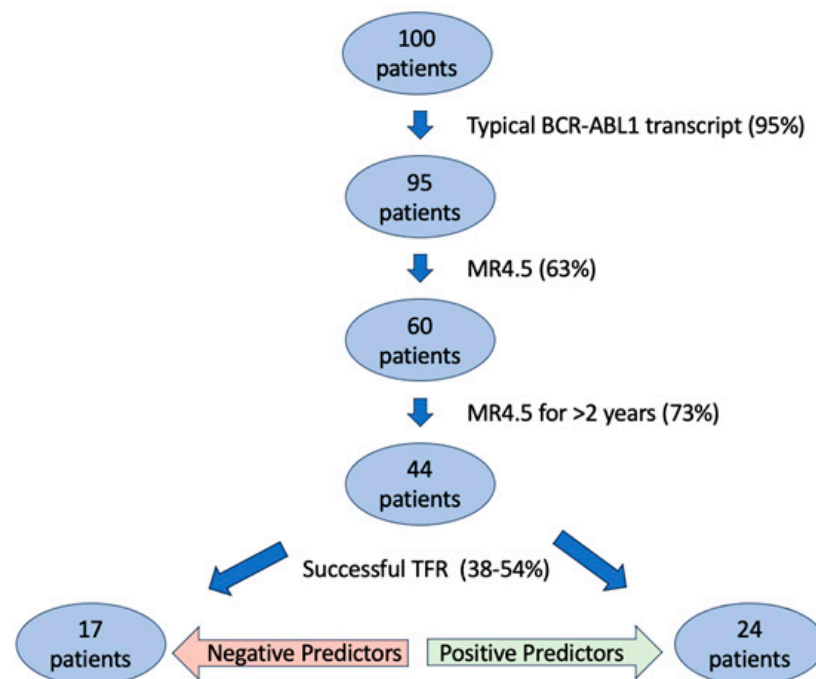 100
patients
Typical BCR-ABL1 transcript (95%)
95
patients
MR4.5 (63%)
60
patients
MR4.5 for >2 years (73%)
44
patients
Successful TFR (38-54%)
17
patients
Negative Predictors
Positive Predictors
24
patients